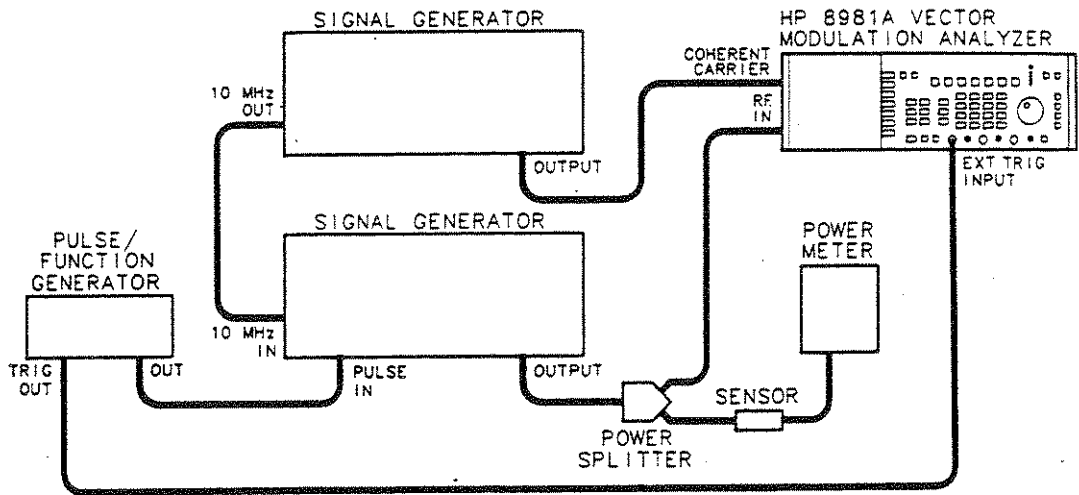 SIGNAL GENERATOR
HP 8981A VECTOR
MODULATION ANALYZER
COHERENT
CARRIER
10 MHz
OUT
RF
IN
OUTPUT
EXT TRIG
INPUT
SIGNAL GENERATOR
POWER
METER
PULSE/
FUNCTION
GENERATOR
10 MHz
IN
TRIG
OUT
OUT
PULSE
IN
OUTPUT
SENSOR
POWER
SPLITTER